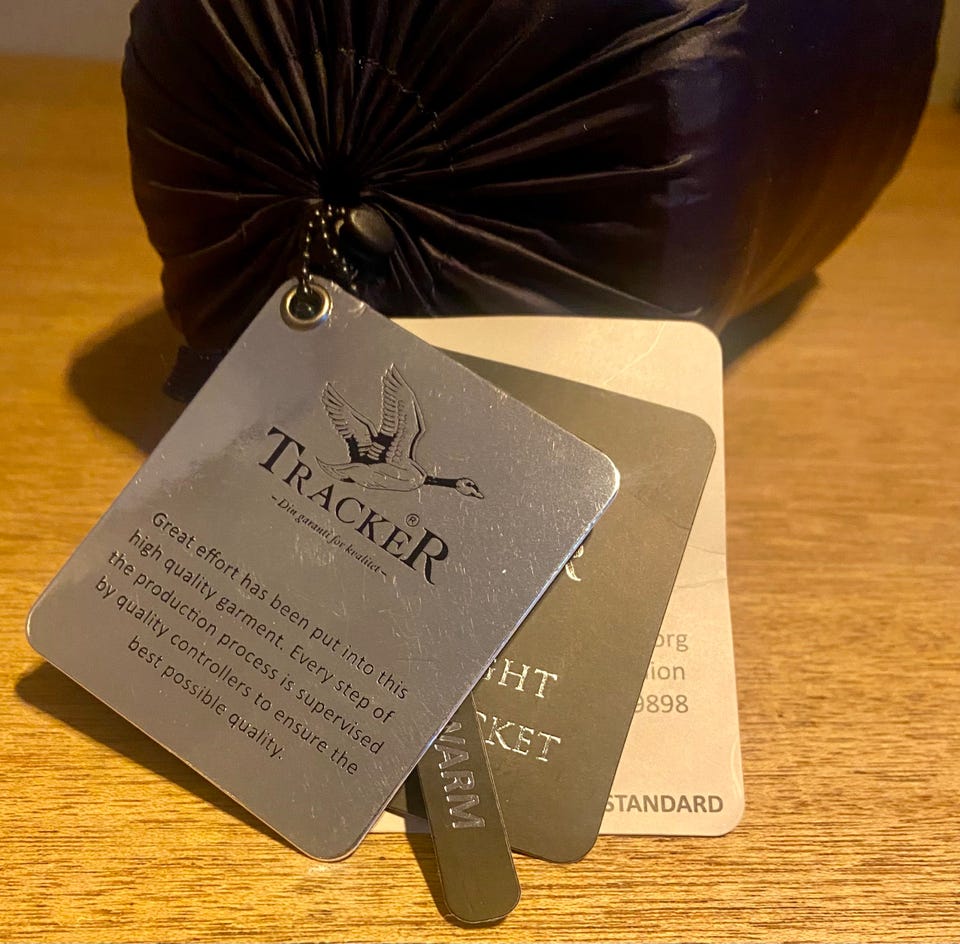 TRACKER®
-Din garanti for kvalitet-
Great effort has been put into this
high quality garment. Every step of
the production process is supervised
by quality controllers to ensure the
best possible quality.
R
GHT
CKET
WARM
org
ion
9898
STANDARD